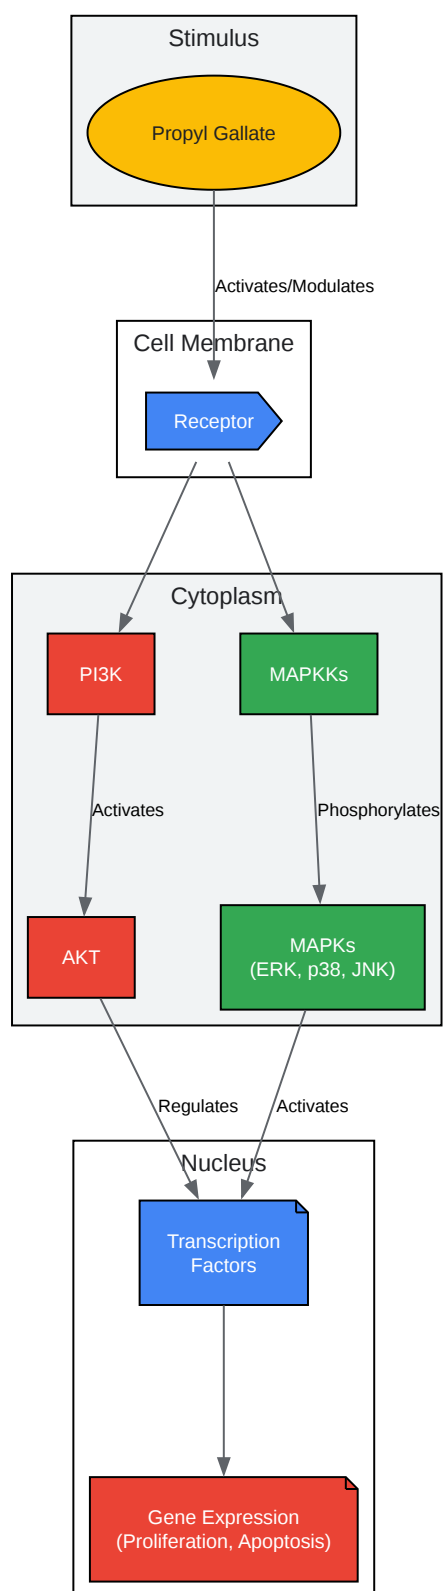 Stimulus
Propyl Gallate
Activates/Modulates
Cell Membrane
Receptor
Cytoplasm
PI3K
MAPKKs
Activates
Phosphorylates
AKT
MAPKs
(ERK, p38, JNK)
Regulates
Activates
Nucleus
Transcription
Factors
Gene Expression
(Proliferation, Apoptosis)